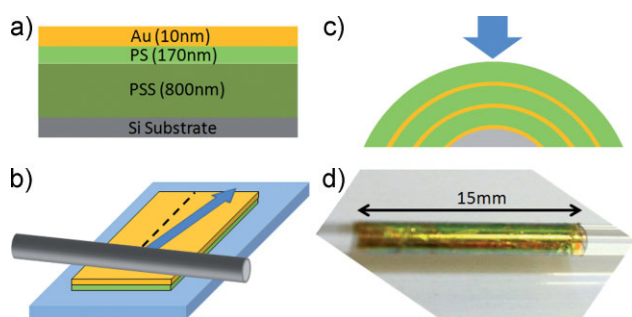 a)
Au (10nm)
PS (170nm)
PSS (800nm)
Si Substrate
b)
c)
d)
15mm